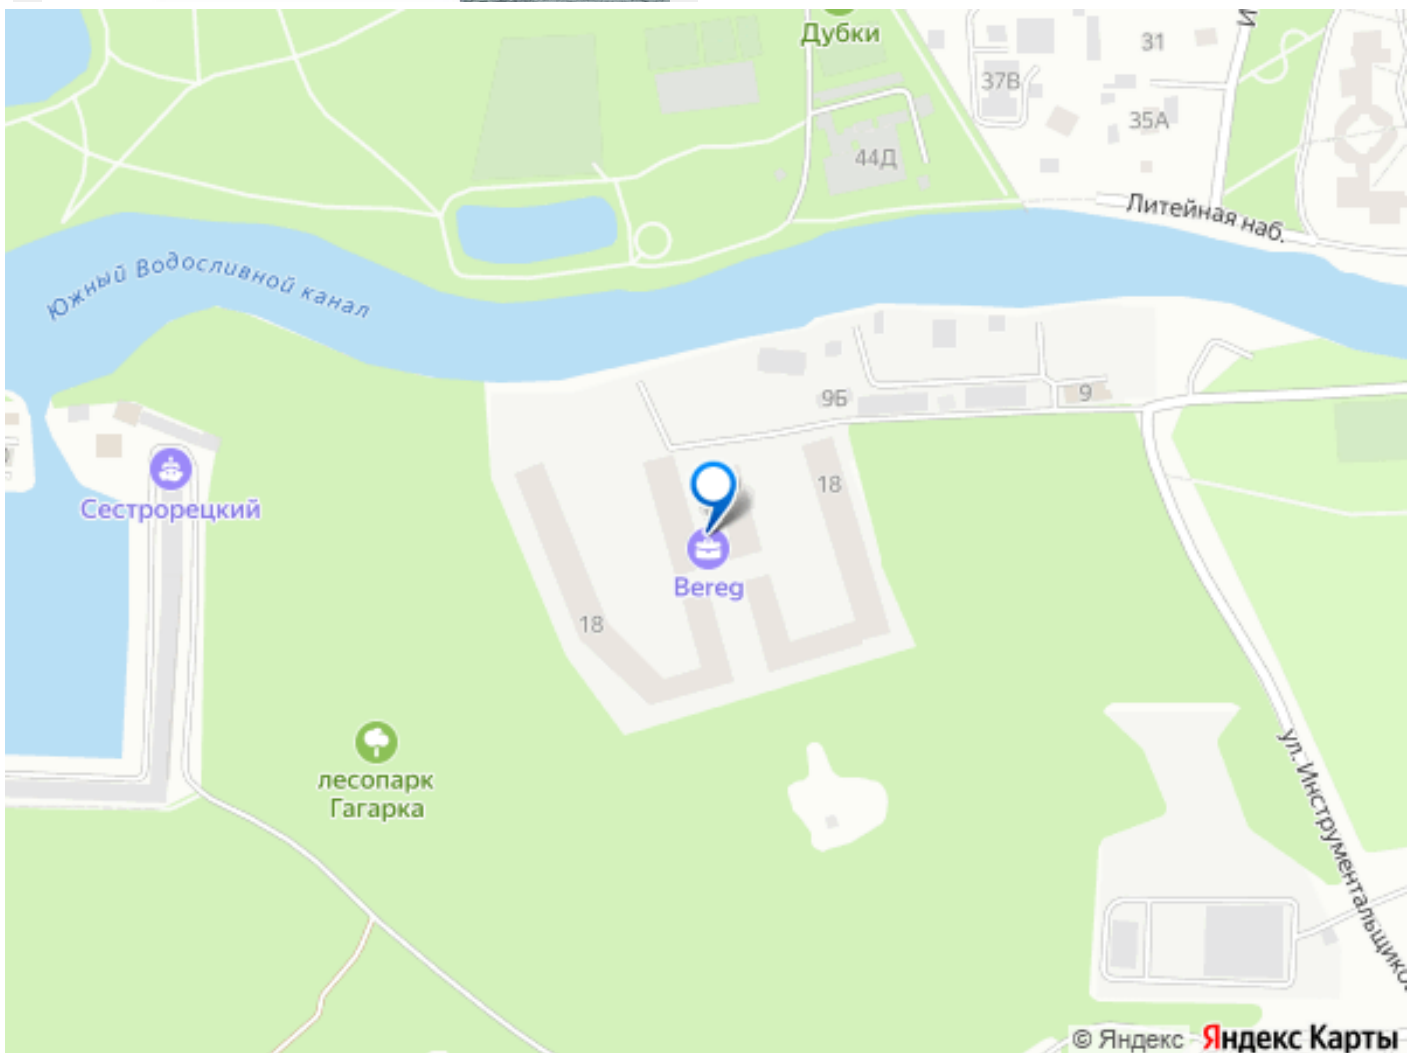 Дубки
31
37В
35А
44Д
Литейная наб.
Южный Водосливной канал
9Б
9
Сестрорецкий
18
Bereg
18
лесопарк
Гагарка
ул. Инструментальщиков
© Яндекс Яндекс Карты